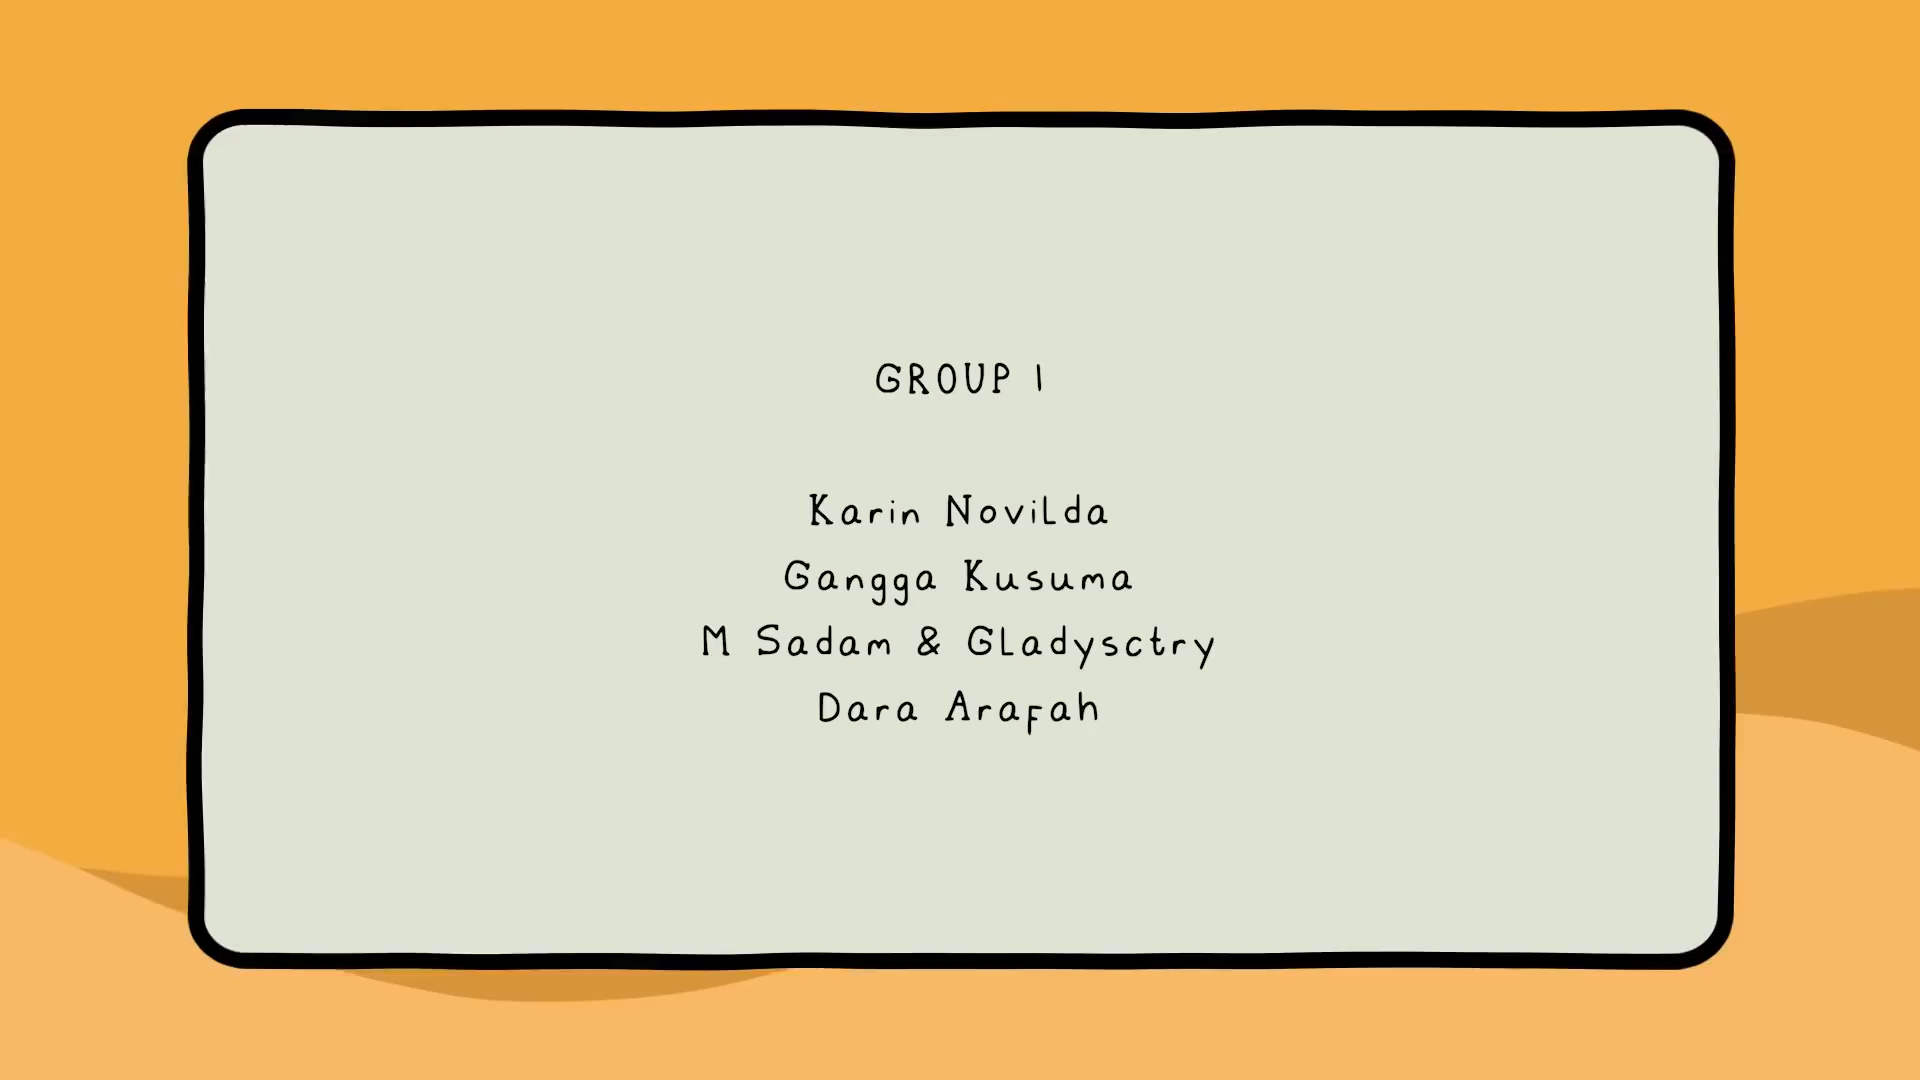 GROUP 1
Karin Novilda
Gangga Kusuma
M Sadam & Gladysctry
Dara Arafah